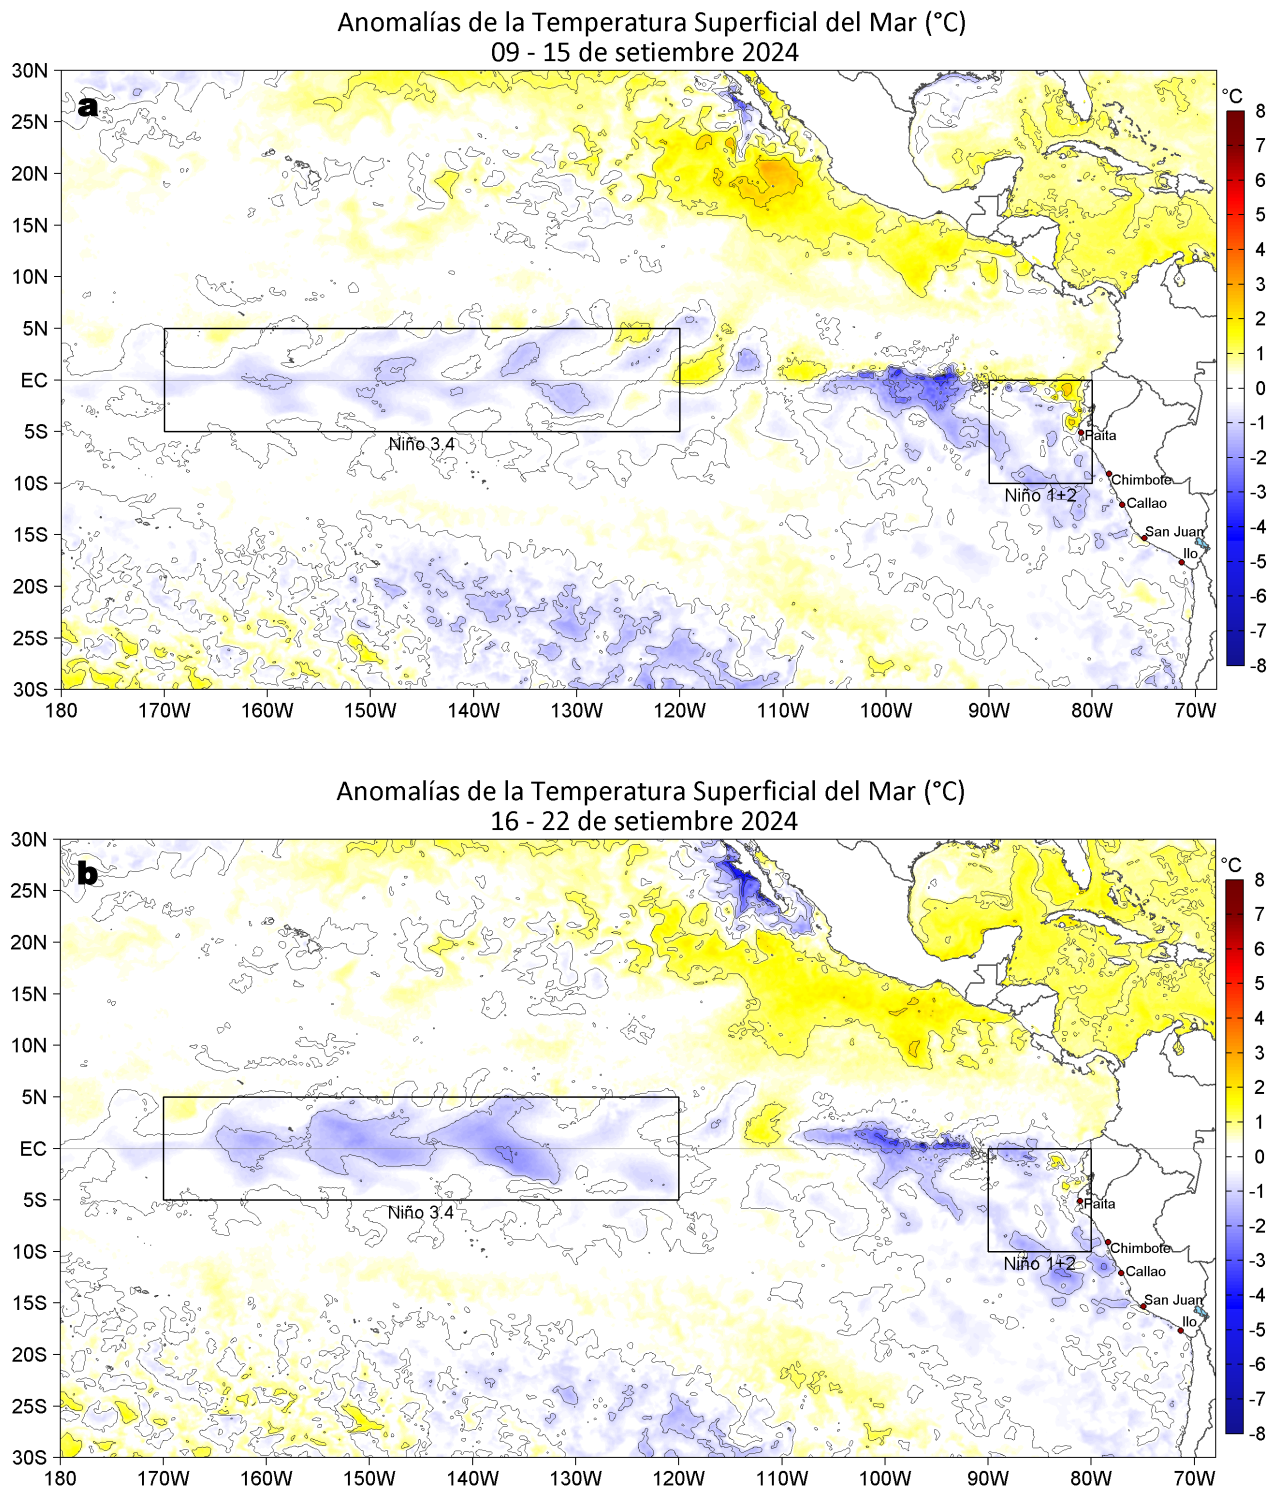 Anomalías de la Temperatura Superficial del Mar (°C)
09 - 15 de setiembre 2024
a
30N
25N
20N
15N
10N
5N
EC
5S
10S
15S
20S
25S
30S
180
170W
160W
150W
140W
130W
120W
110W
100W
90W
80W
70W
Niño 3.4
Niño 1+2
Paita
Chimbote
Callao
San Juan
Ilo
°C
8
7
6
5
4
3
2
1
0
-1
-2
-3
-4
-5
-6
-7
-8
Anomalías de la Temperatura Superficial del Mar (°C)
16 - 22 de setiembre 2024
b
30N
25N
20N
15N
10N
5N
EC
5S
10S
15S
20S
25S
30S
180
170W
160W
150W
140W
130W
120W
110W
100W
90W
80W
70W
Niño 3.4
Niño 1+2
Paita
Chimbote
Callao
San Juan
Ilo
°C
8
7
6
5
4
3
2
1
0
-1
-2
-3
-4
-5
-6
-7
-8